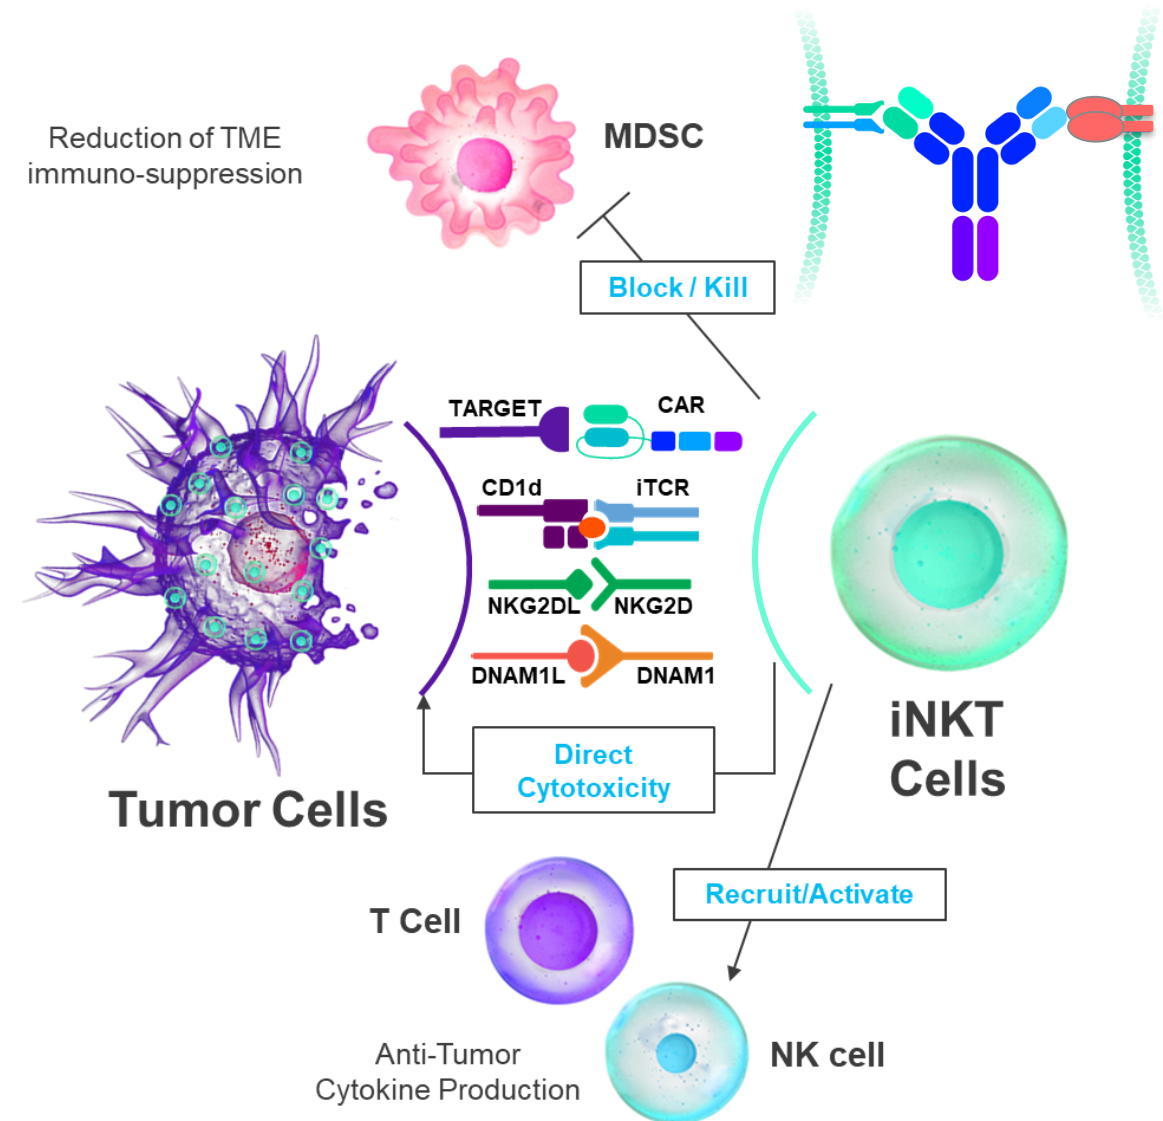 Reduction of TME
immuno-suppression
MDSC
Block / Kill
TARGET
CAR
CD1d
iTCR
NKG2DL
NKG2D
DNAM1L
DNAM1
Direct
Cytotoxicity
Tumor Cells
iNKT
Cells
Recruit/Activate
T Cell
NK cell
Anti-Tumor
Cytokine Production